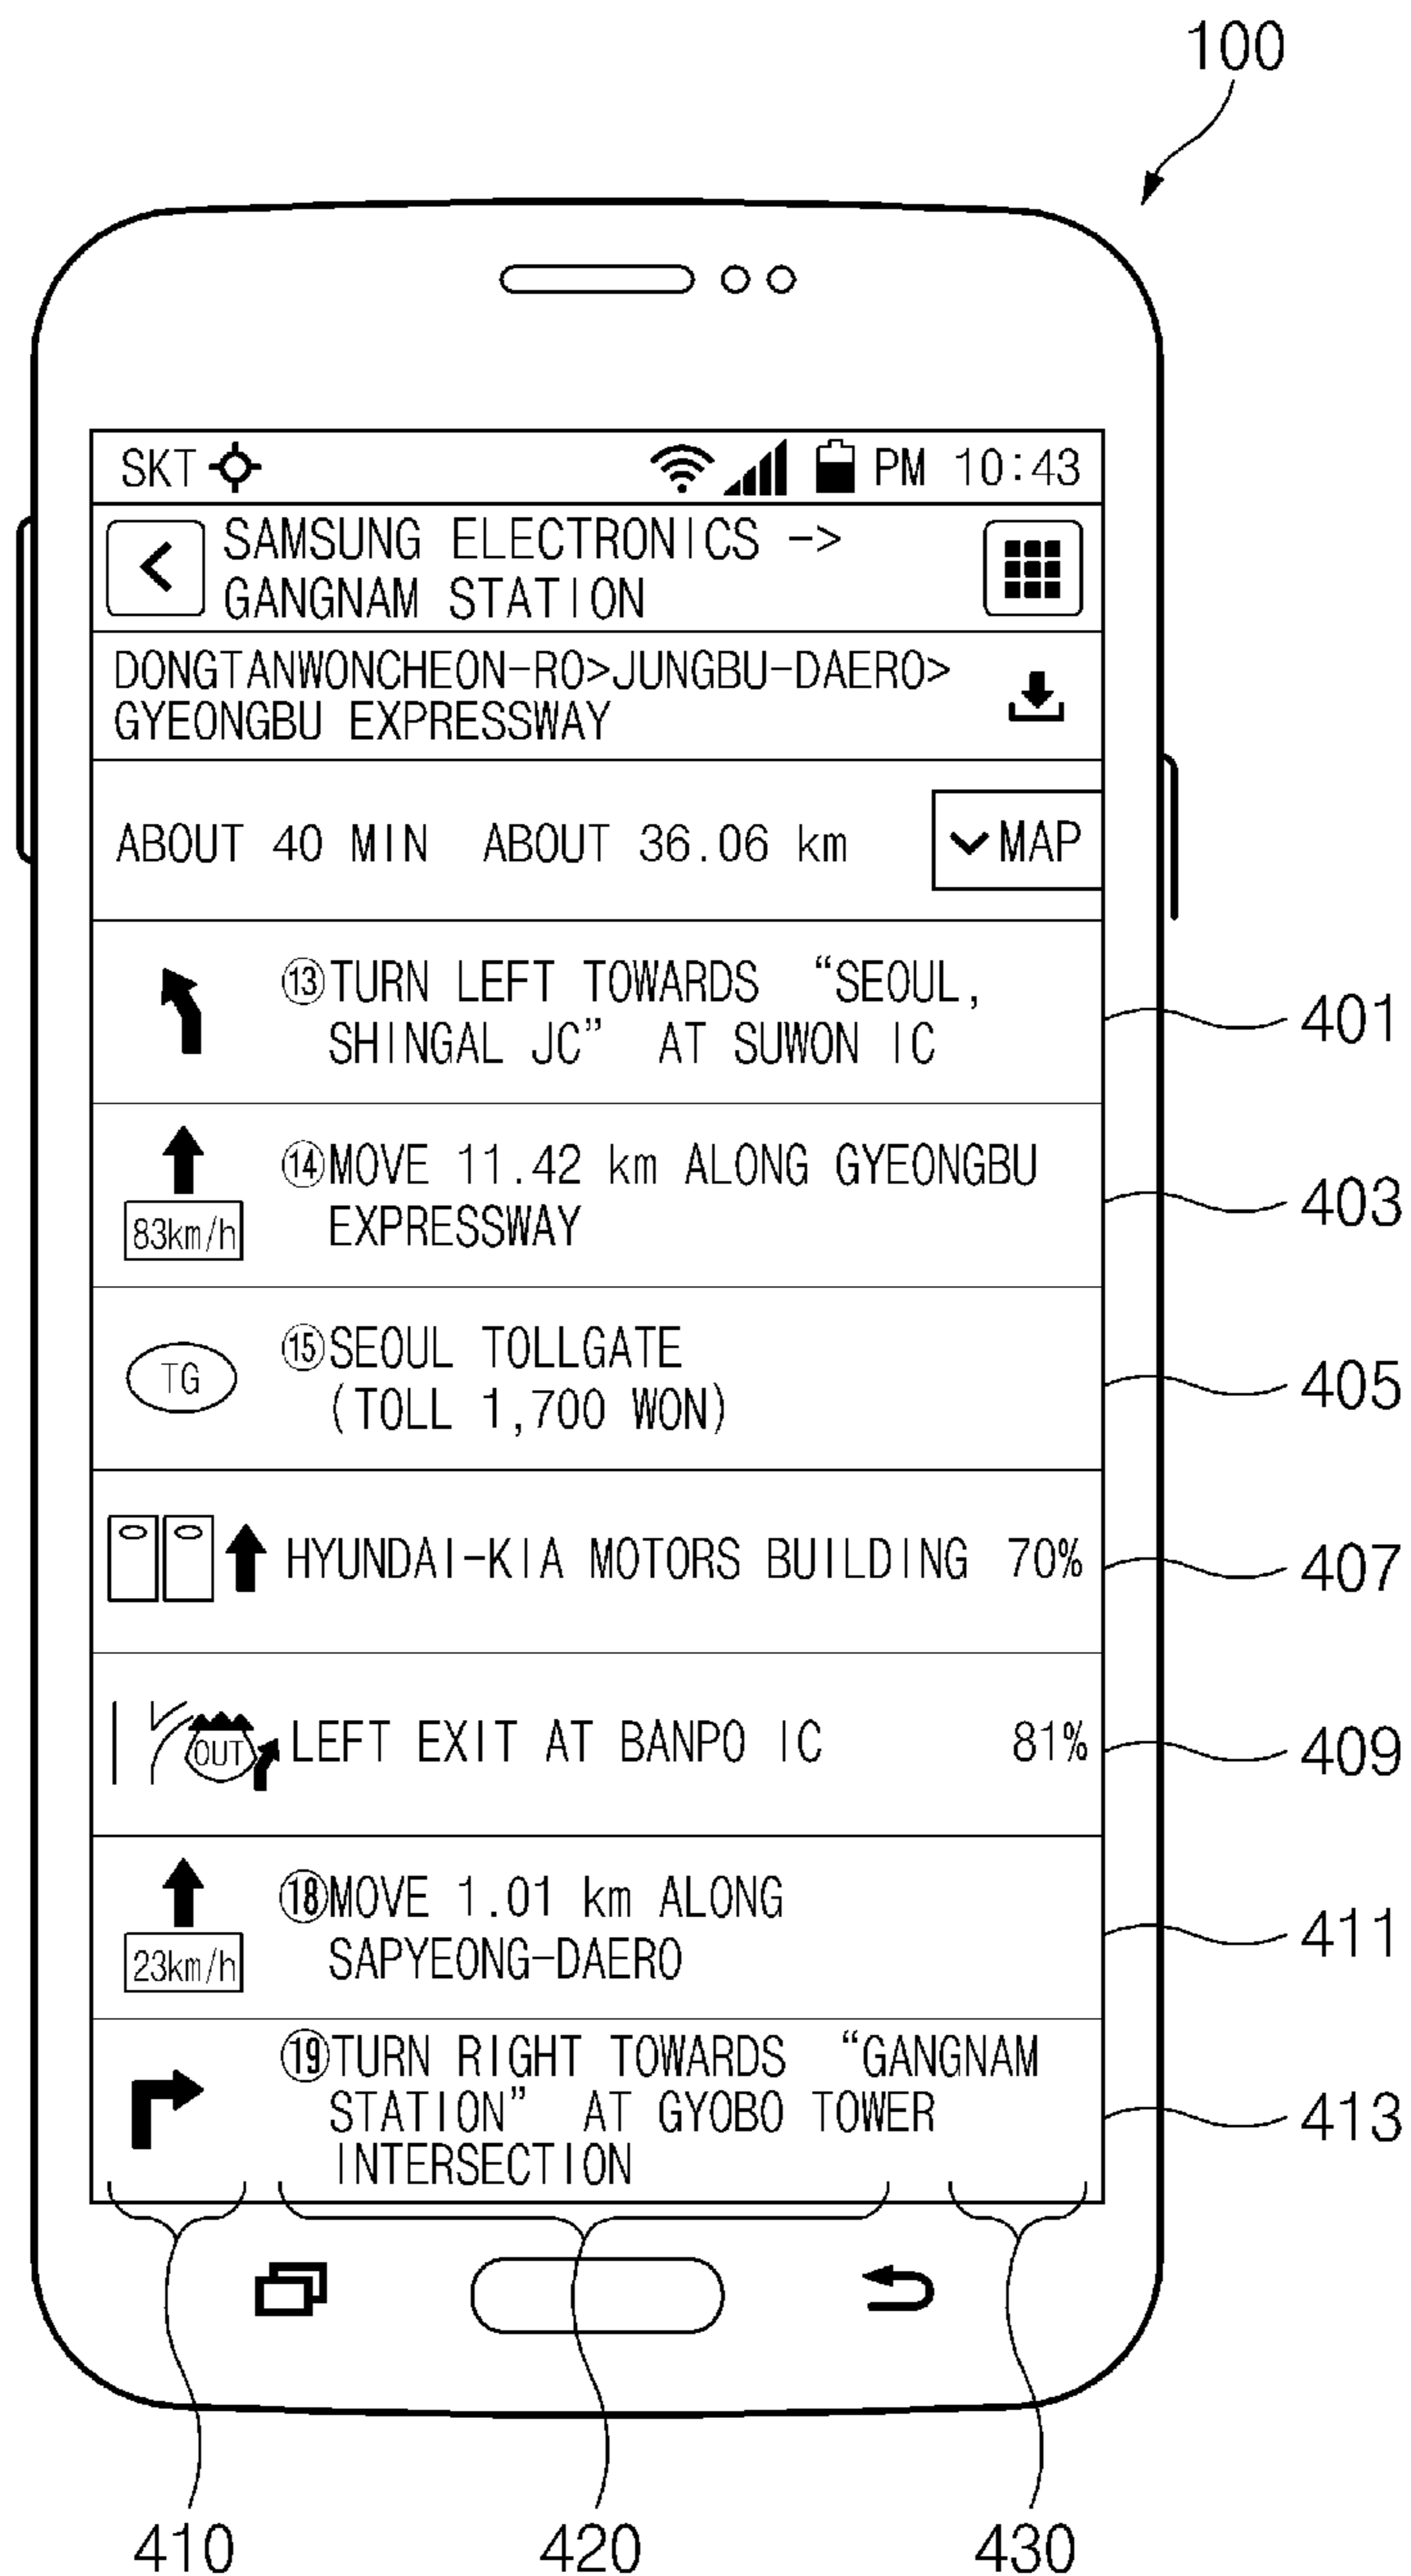 100
SKT PM 10:43
SAMSUNG ELECTRONICS ->
GANGNAM STATION
DONGTANWONCHEON-RO>JUNGBU-DAERO>
GYEONGBU EXPRESSWAY
ABOUT 40 MIN ABOUT 36.06 km MAP
⑬TURN LEFT TOWARDS “SEOUL,
SHINGAL JC” AT SUWON IC
401
⑭MOVE 11.42 km ALONG GYEONGBU
EXPRESSWAY
83km/h
403
⑮SEOUL TOLLGATE
(TOLL 1,700 WON)
TG
405
HYUNDAI-KIA MOTORS BUILDING 70%
407
OUT LEFT EXIT AT BANPO IC 81%
409
⑱MOVE 1.01 km ALONG
SAPYEONG-DAERO
23km/h
411
⑲TURN RIGHT TOWARDS “GANGNAM
STATION” AT GYOBO TOWER
INTERSECTION
413
410 420 430